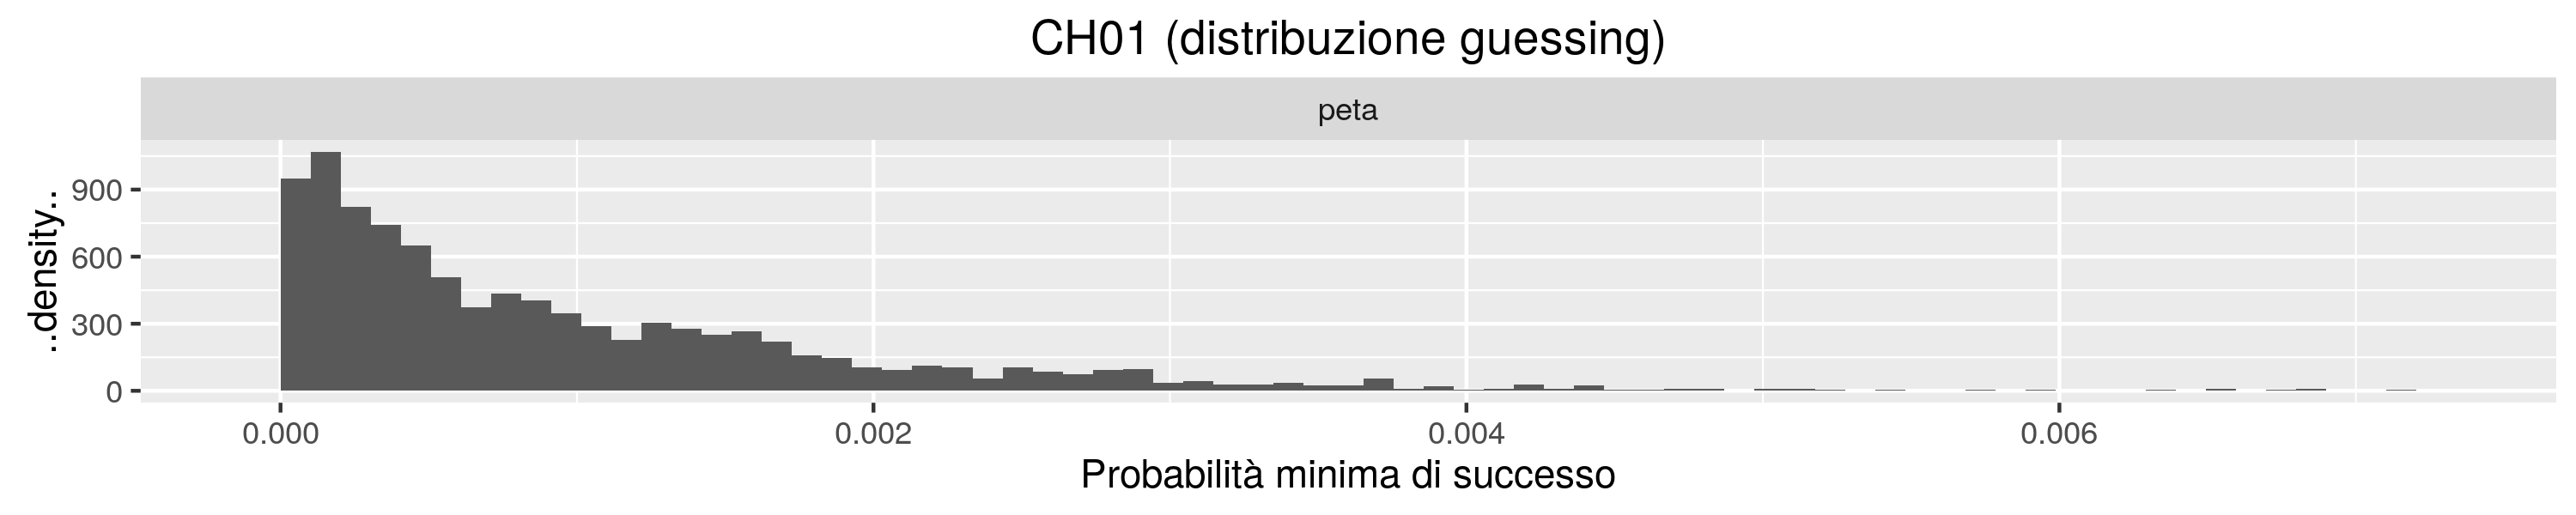 CH01 (distribuzione guessing)
peta
..density..
900
600
300
0
0.000 0.002 0.004 0.006
Probabilità minima di successo